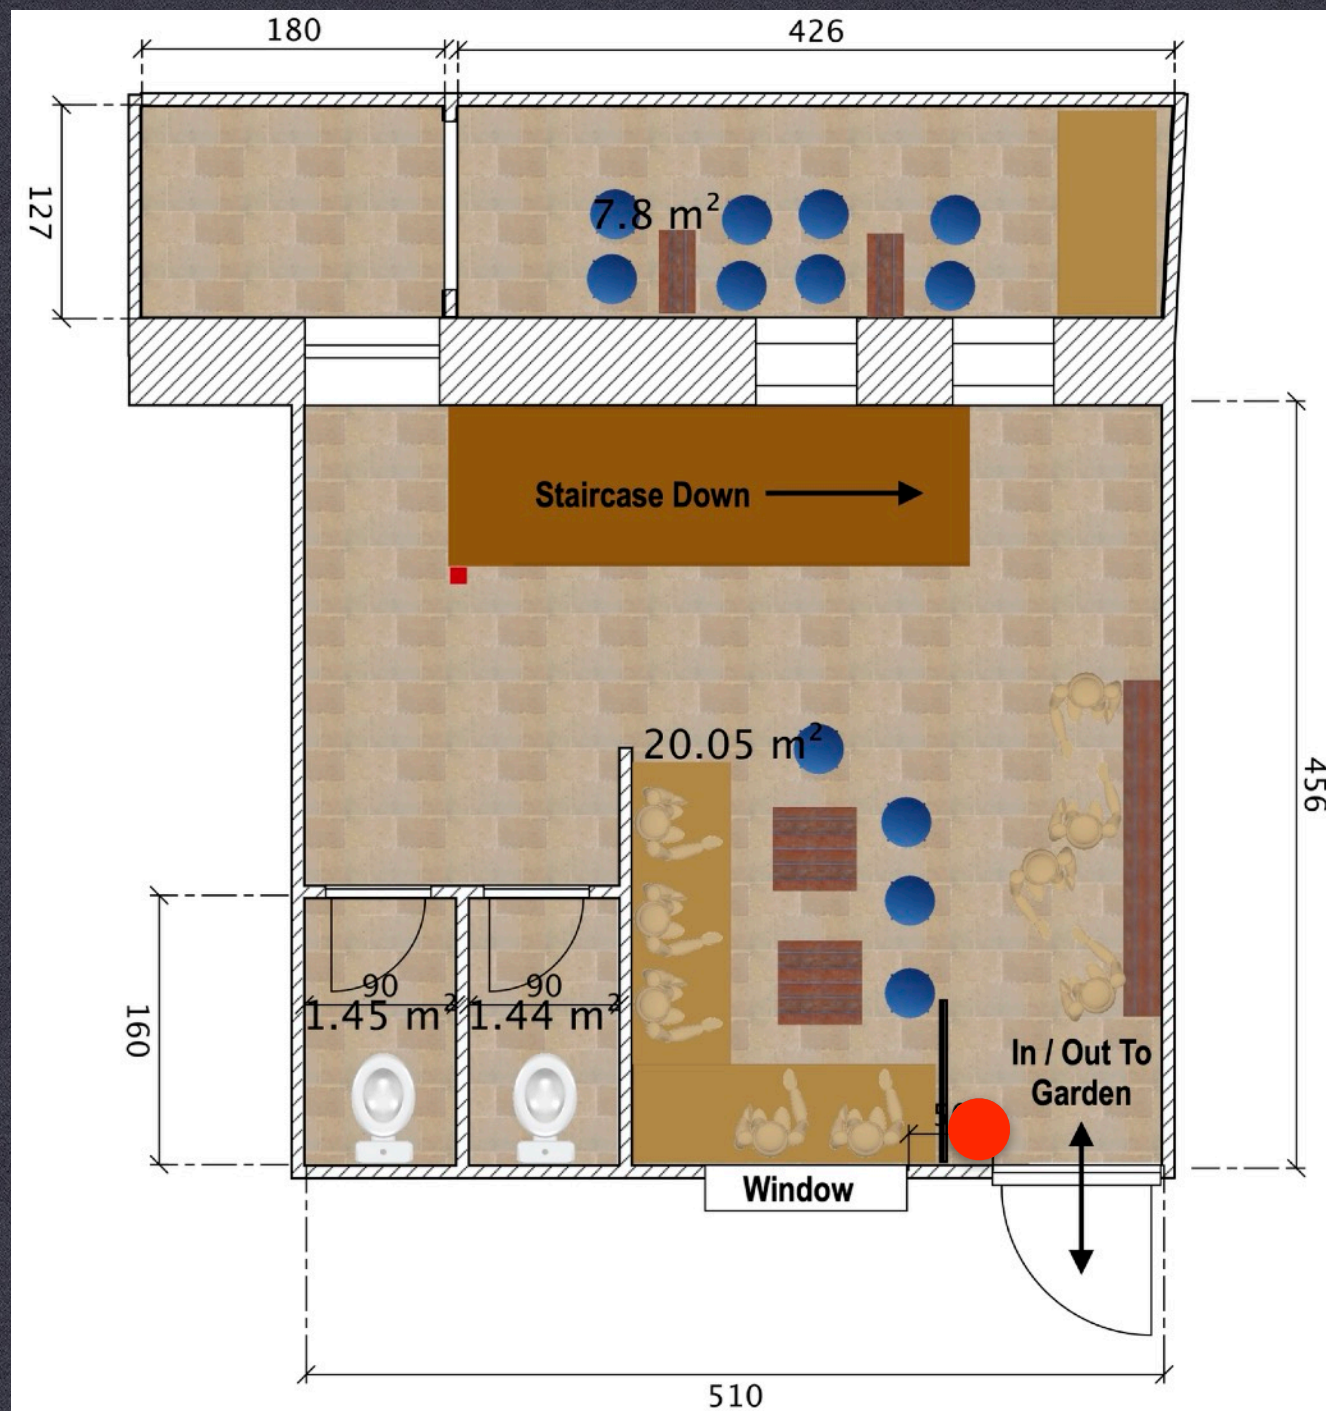 180
426
127
7.8 m²
Staircase Down
20.05 m²
456
90
90
1.45 m²
1.44 m²
160
In / Out To
Garden
Window
510